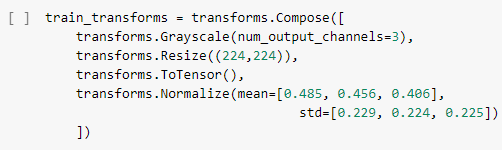 [ ] train_transforms = transforms.Compose([
transforms.Grayscale(num_output_channels=3),
transforms.Resize((224,224)),
transforms.ToTensor(),
transforms.Normalize(mean=[0.485, 0.456, 0.406],
std=[0.229, 0.224, 0.225])
])